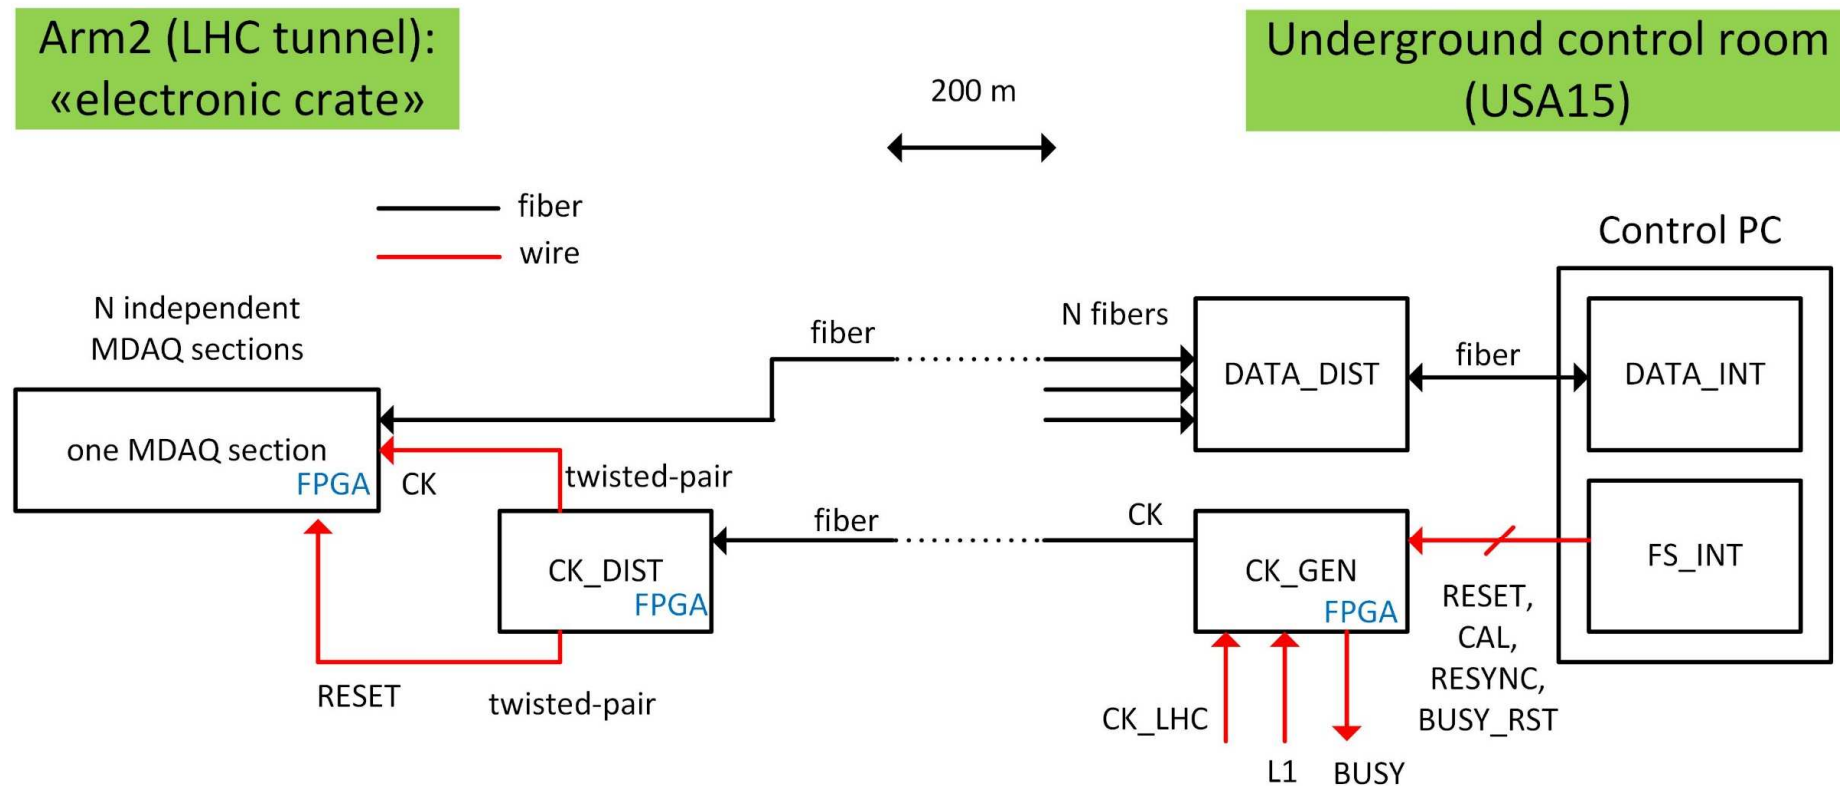 Arm2 (LHC tunnel):
«electronic crate»
200 m
Underground control room
(USA15)
fiber
wire
Control PC
N independent
MDAQ sections
fiber
N fibers
DATA_DIST
fiber
DATA_INT
one MDAQ section
FPGA
CK
twisted-pair
fiber
CK
CK_DIST
FPGA
CK_GEN
FPGA
FS_INT
RESET,
CAL,
RESYNC,
BUSY_RST
RESET
twisted-pair
CK_LHC
L1
BUSY